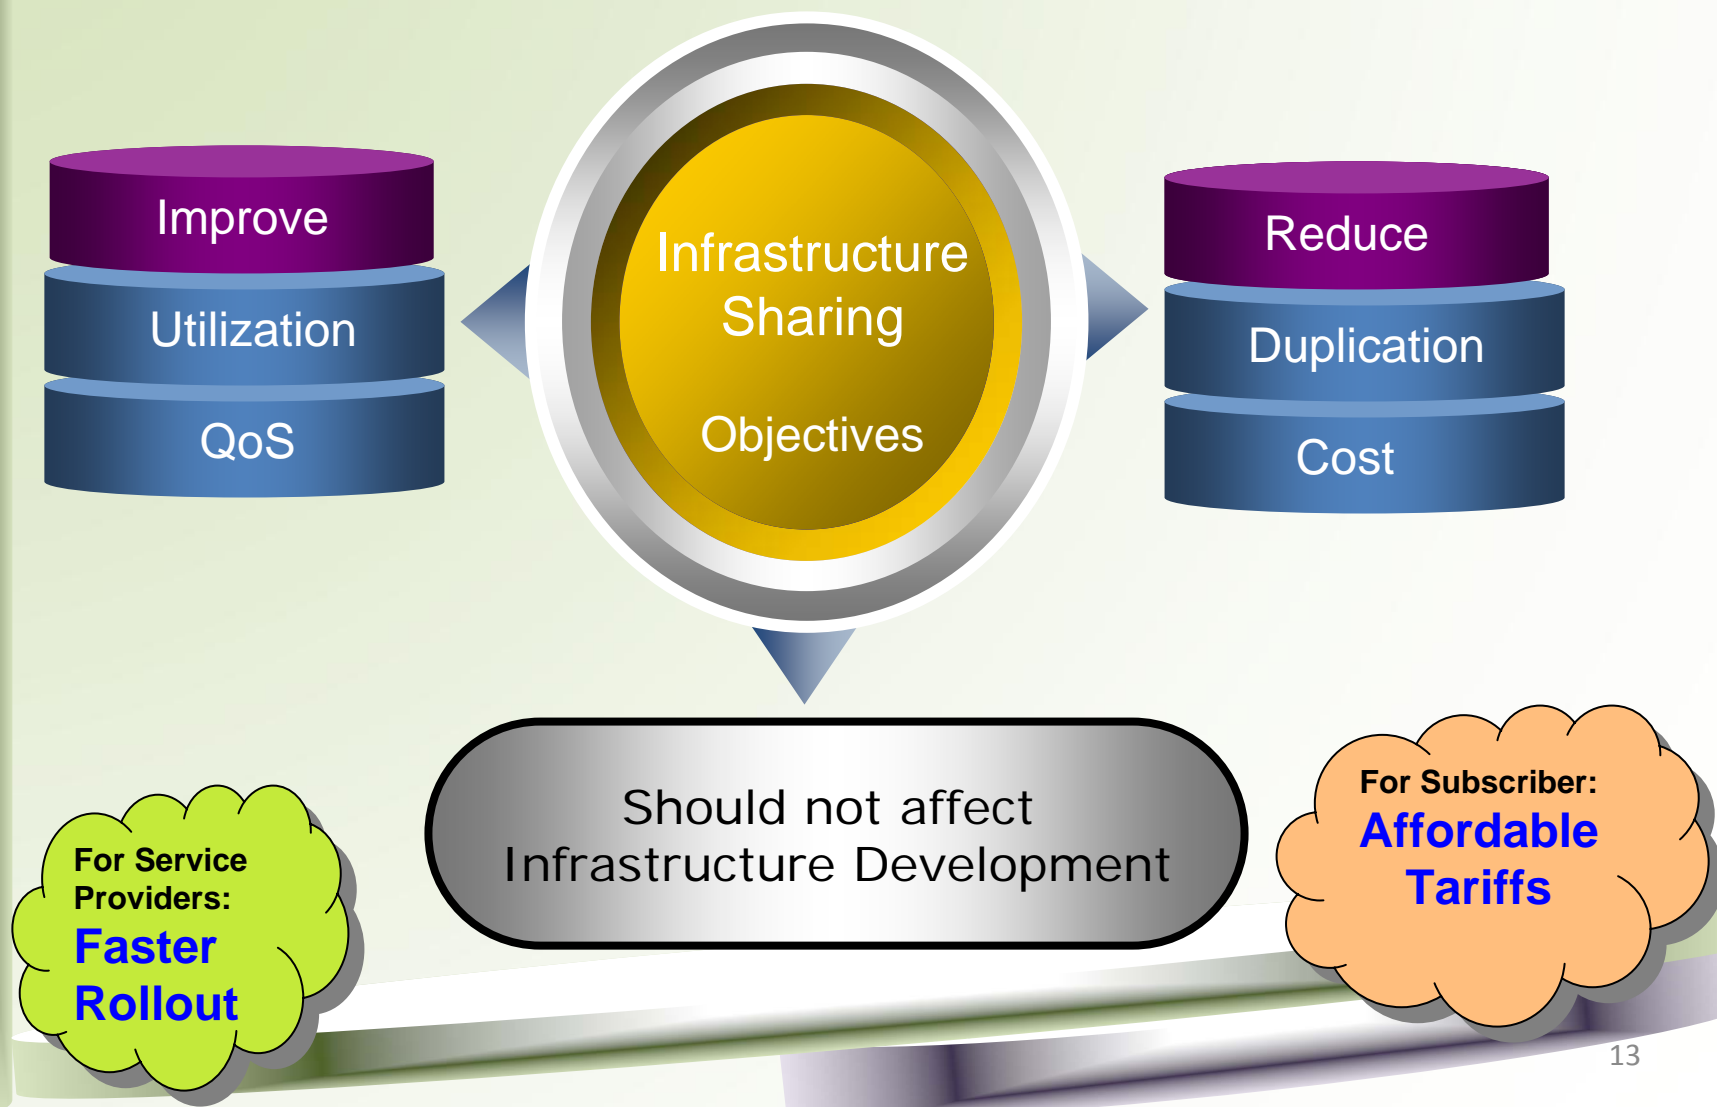 Improve
Utilization
QoS
Infrastructure
Sharing
Objectives
Reduce
Duplication
Cost
Should not affect
Infrastructure Development
For Service
Providers:
Faster
Rollout
For Subscriber:
Affordable
Tariffs
13